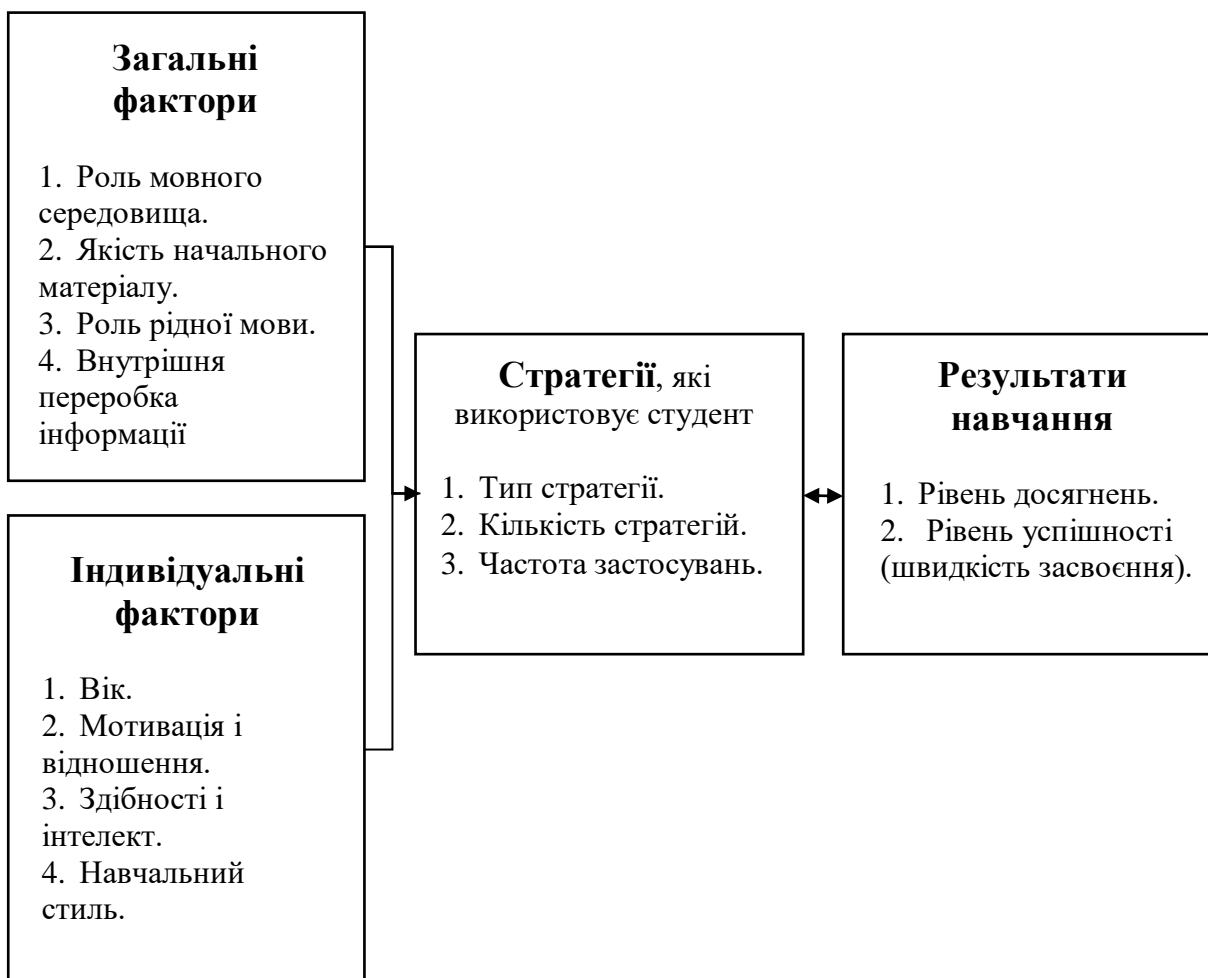 Загальні
фактори
1. Роль мовного
середовища.
2. Якість начального
матеріалу.
3. Роль рідної мови.
4. Внутрішня
переробка
інформації
Індивідуальні
фактори
1. Вік.
2. Мотивація і
відношення.
3. Здібності і
інтелект.
4. Навчальний
стиль.
Стратегії, які
використовує студент
1. Тип стратегії.
2. Кількість стратегій.
3. Частота застосувань.
Результати
навчання
1. Рівень досягнень.
2. Рівень успішності
(швидкість засвоєння).